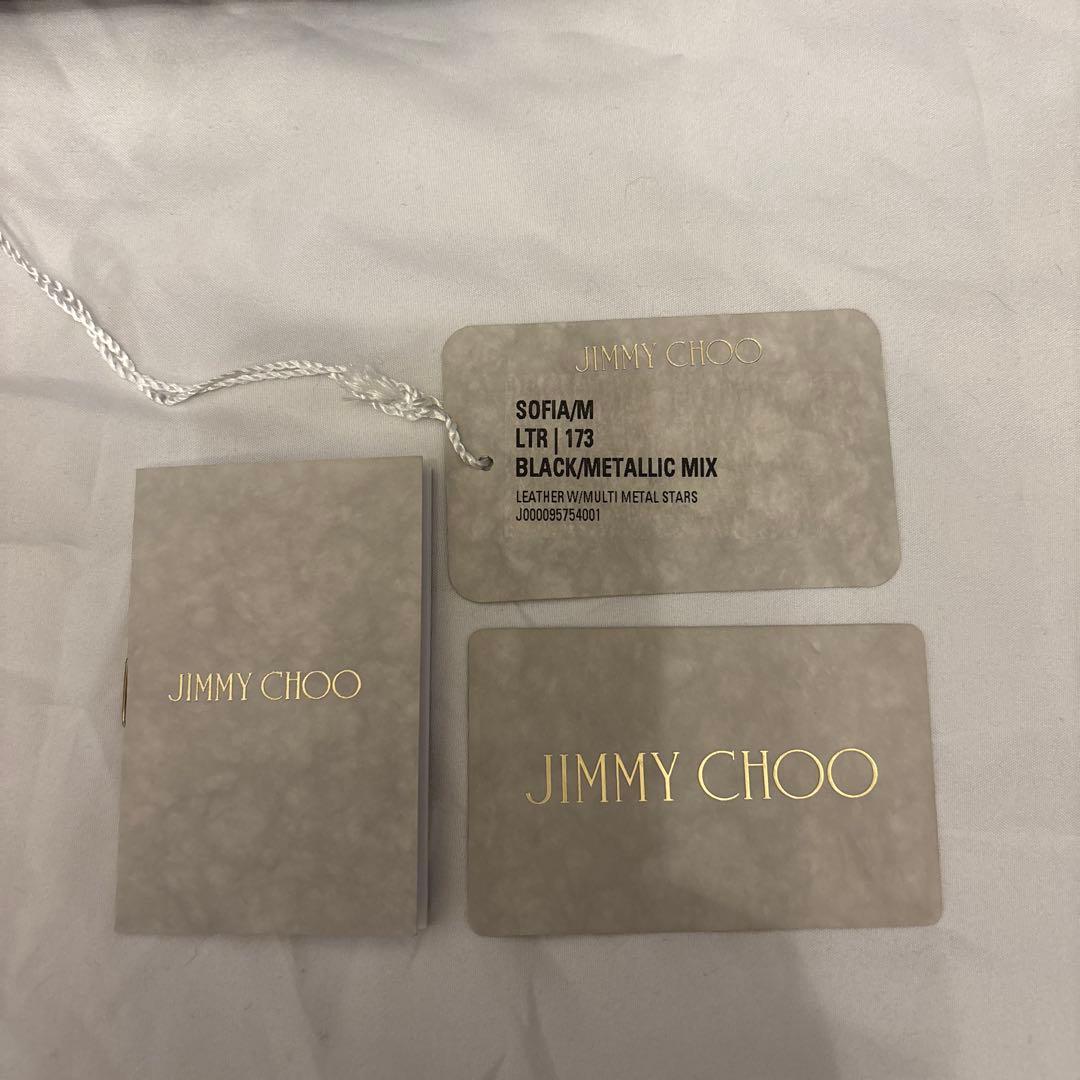 JIMMY CHOO
SOFIA/M
LTR | 173
BLACK/METALLIC MIX
LEATHER W/MULTI METAL STARS
J000095754001
JIMMY CHOO
JIMMY CHOO